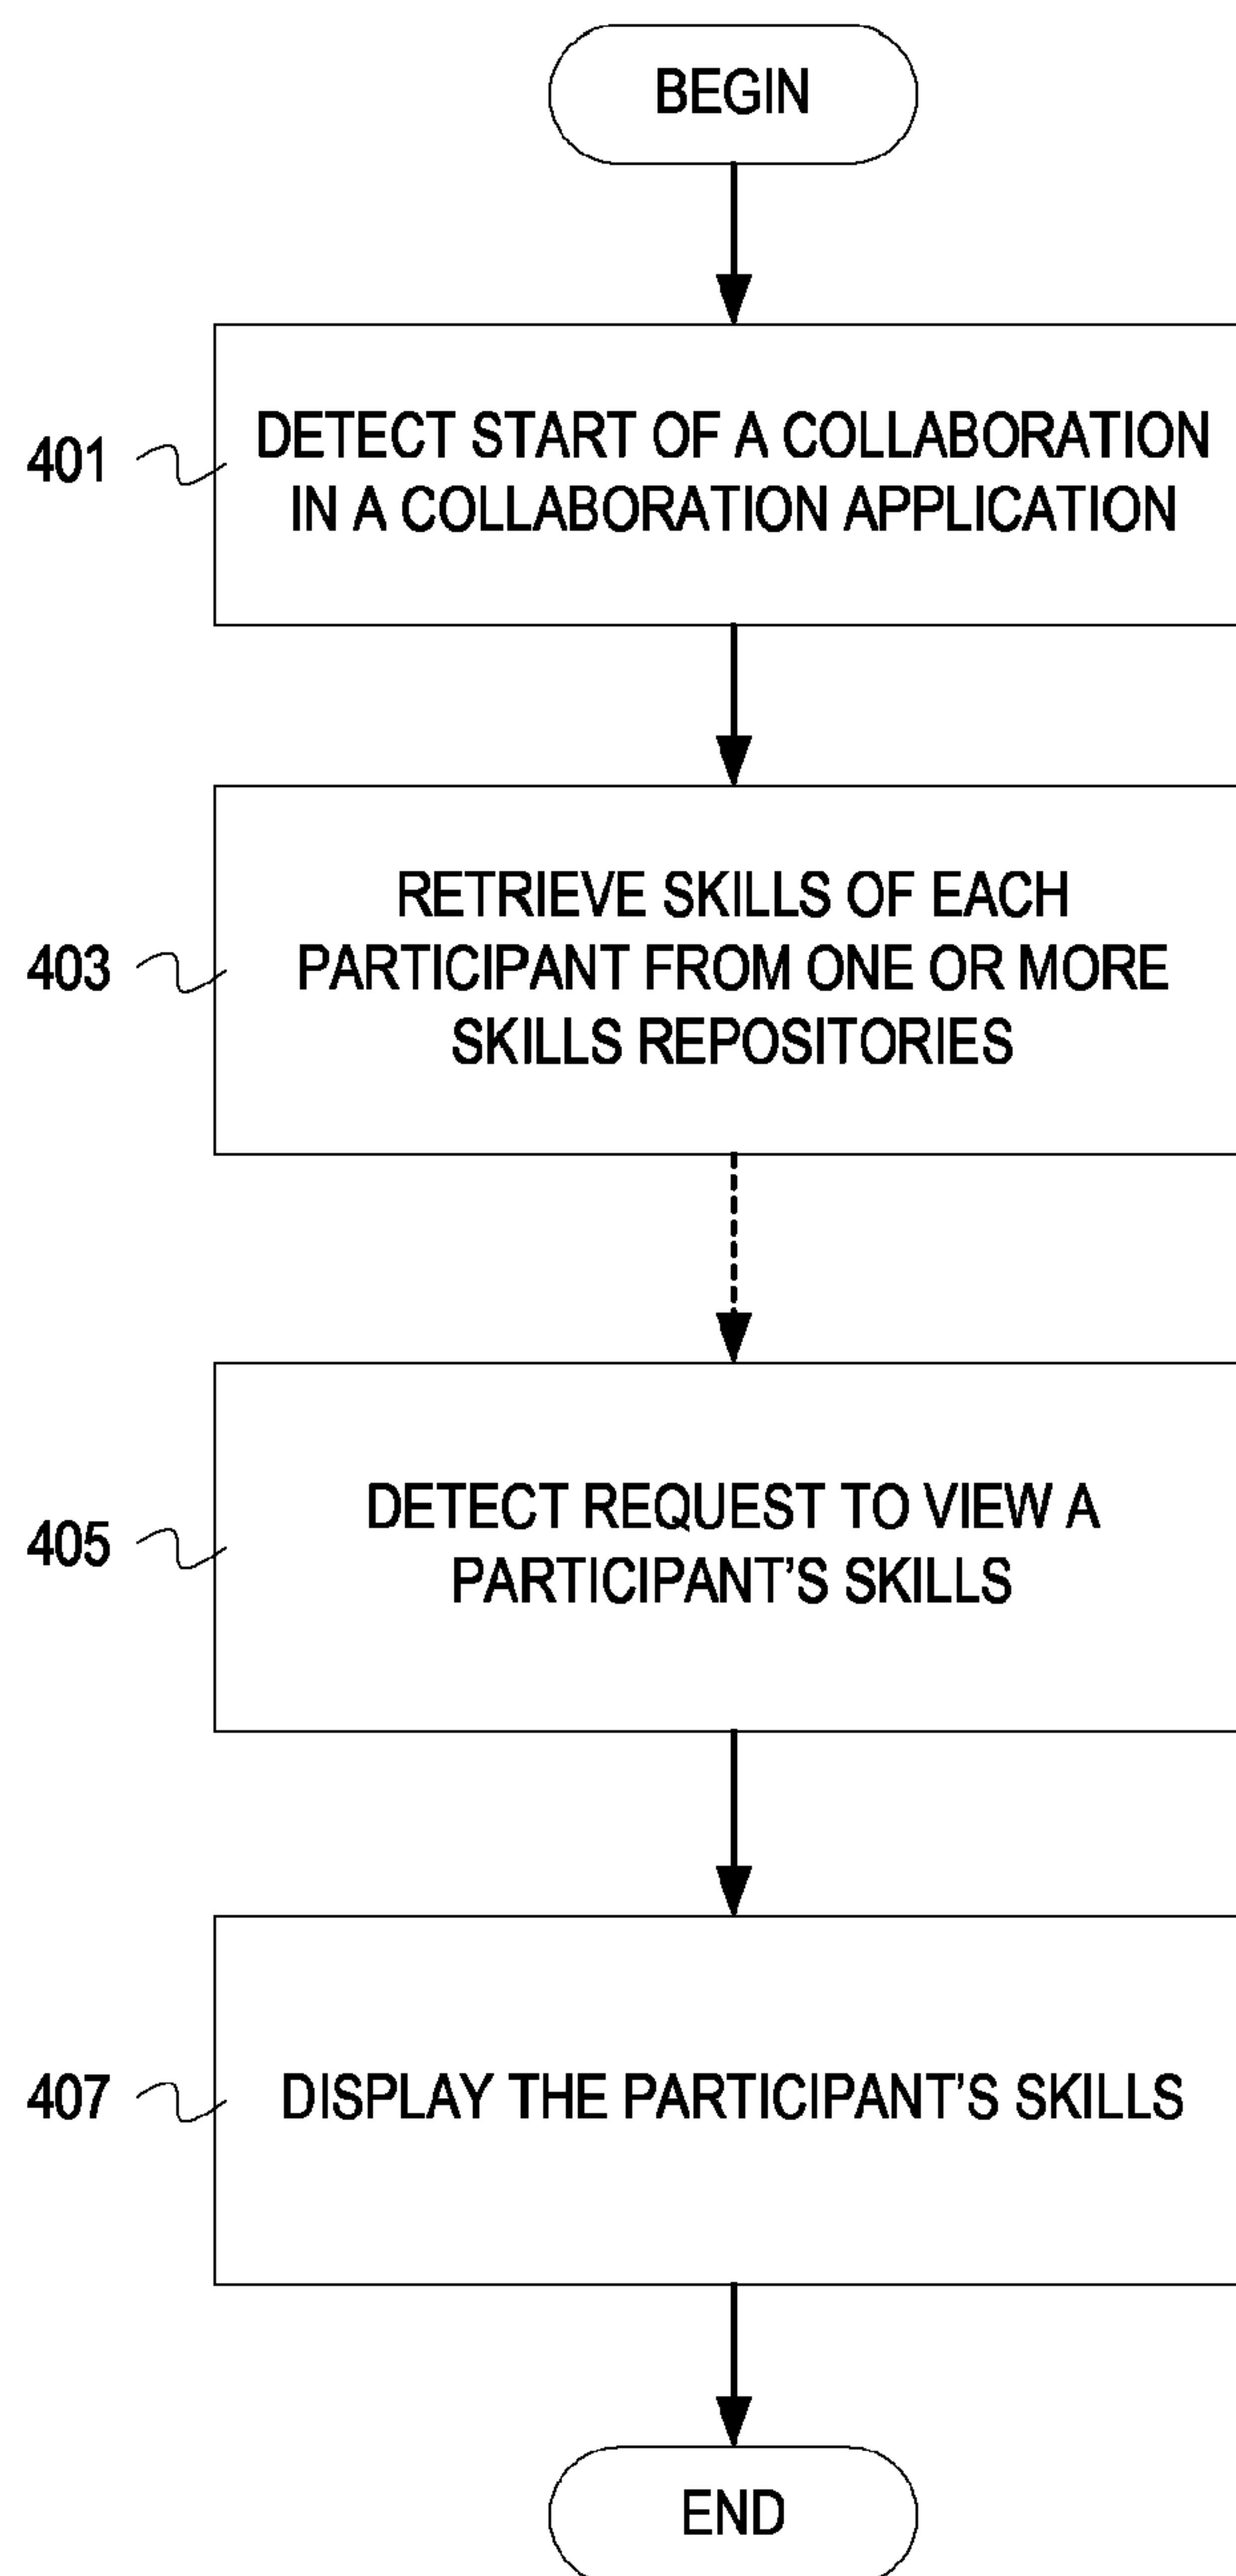 BEGIN
401
DETECT START OF A COLLABORATION
IN A COLLABORATION APPLICATION
403
RETRIEVE SKILLS OF EACH
PARTICIPANT FROM ONE OR MORE
SKILLS REPOSITORIES
405
DETECT REQUEST TO VIEW A
PARTICIPANT’S SKILLS
407
DISPLAY THE PARTICIPANT’S SKILLS
END